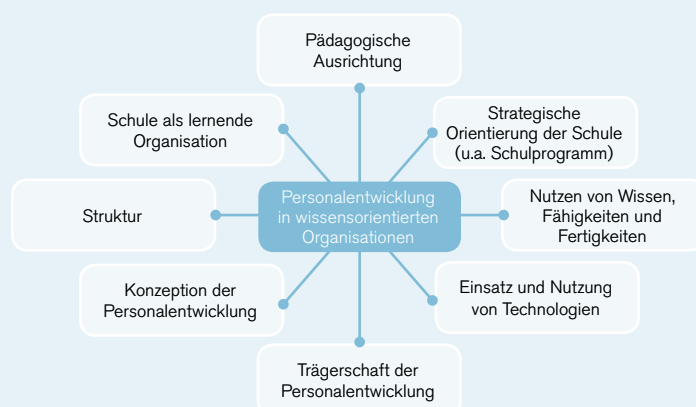 Pädagogische
Ausrichtung
Schule als lernende
Organisation
Strategische
Orientierung der Schule
(u.a. Schulprogramm)
Struktur
Personalentwicklung
in wissensorientierten
Organisationen
Nutzen von Wissen,
Fähigkeiten und
Fertigkeiten
Konzeption der
Personalentwicklung
Einsatz und Nutzung
von Technologien
Trägerschaft der
Personalentwicklung